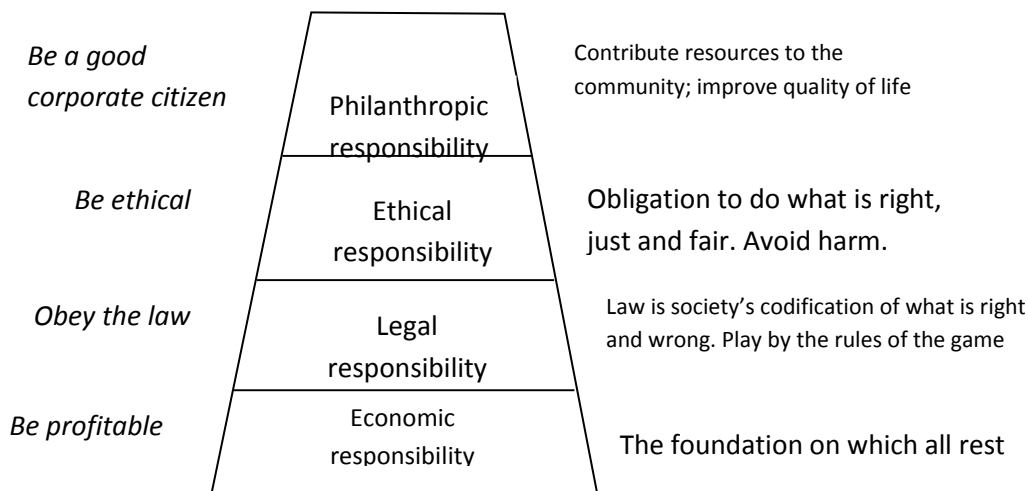 Be a good
corporate citizen
Philanthropic
responsibility
Contribute resources to the
community; improve quality of life
Be ethical
Ethical
responsibility
Obligation to do what is right,
just and fair. Avoid harm.
Obey the law
Legal
responsibility
Law is society’s codification of what is right
and wrong. Play by the rules of the game
Be profitable
Economic
responsibility
The foundation on which all rest